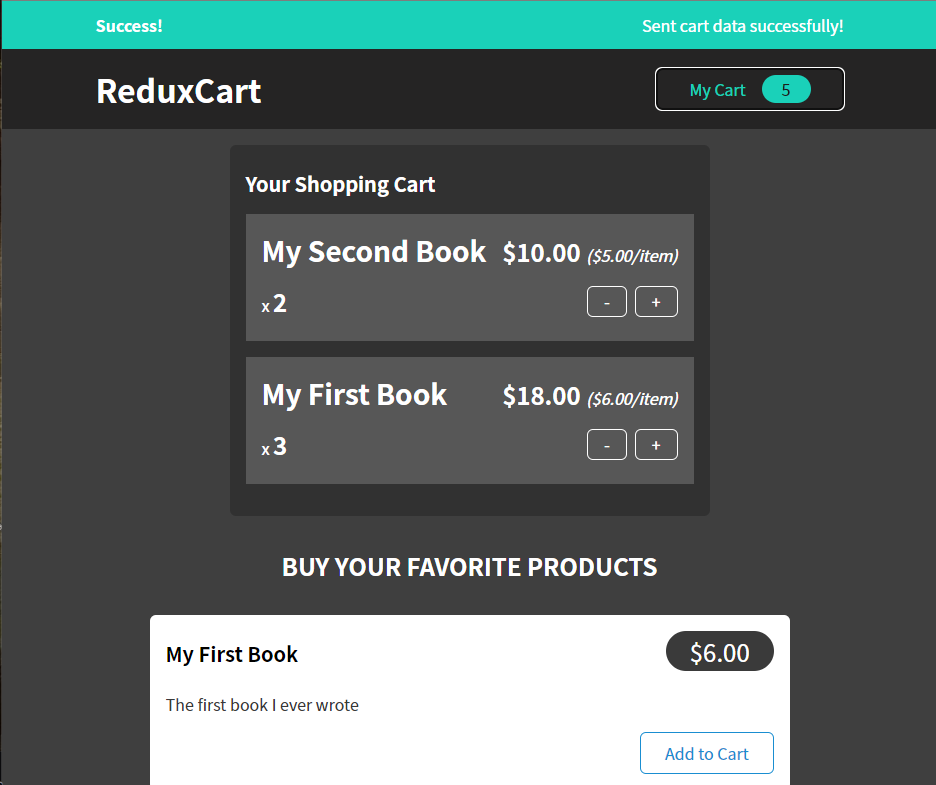 Success! Sent cart data successfully!
ReduxCart My Cart 5
Your Shopping Cart
My Second Book $10.00 ($5.00/item)
x 2 - +
My First Book $18.00 ($6.00/item)
x 3 - +
BUY YOUR FAVORITE PRODUCTS
My First Book $6.00
The first book I ever wrote
Add to Cart